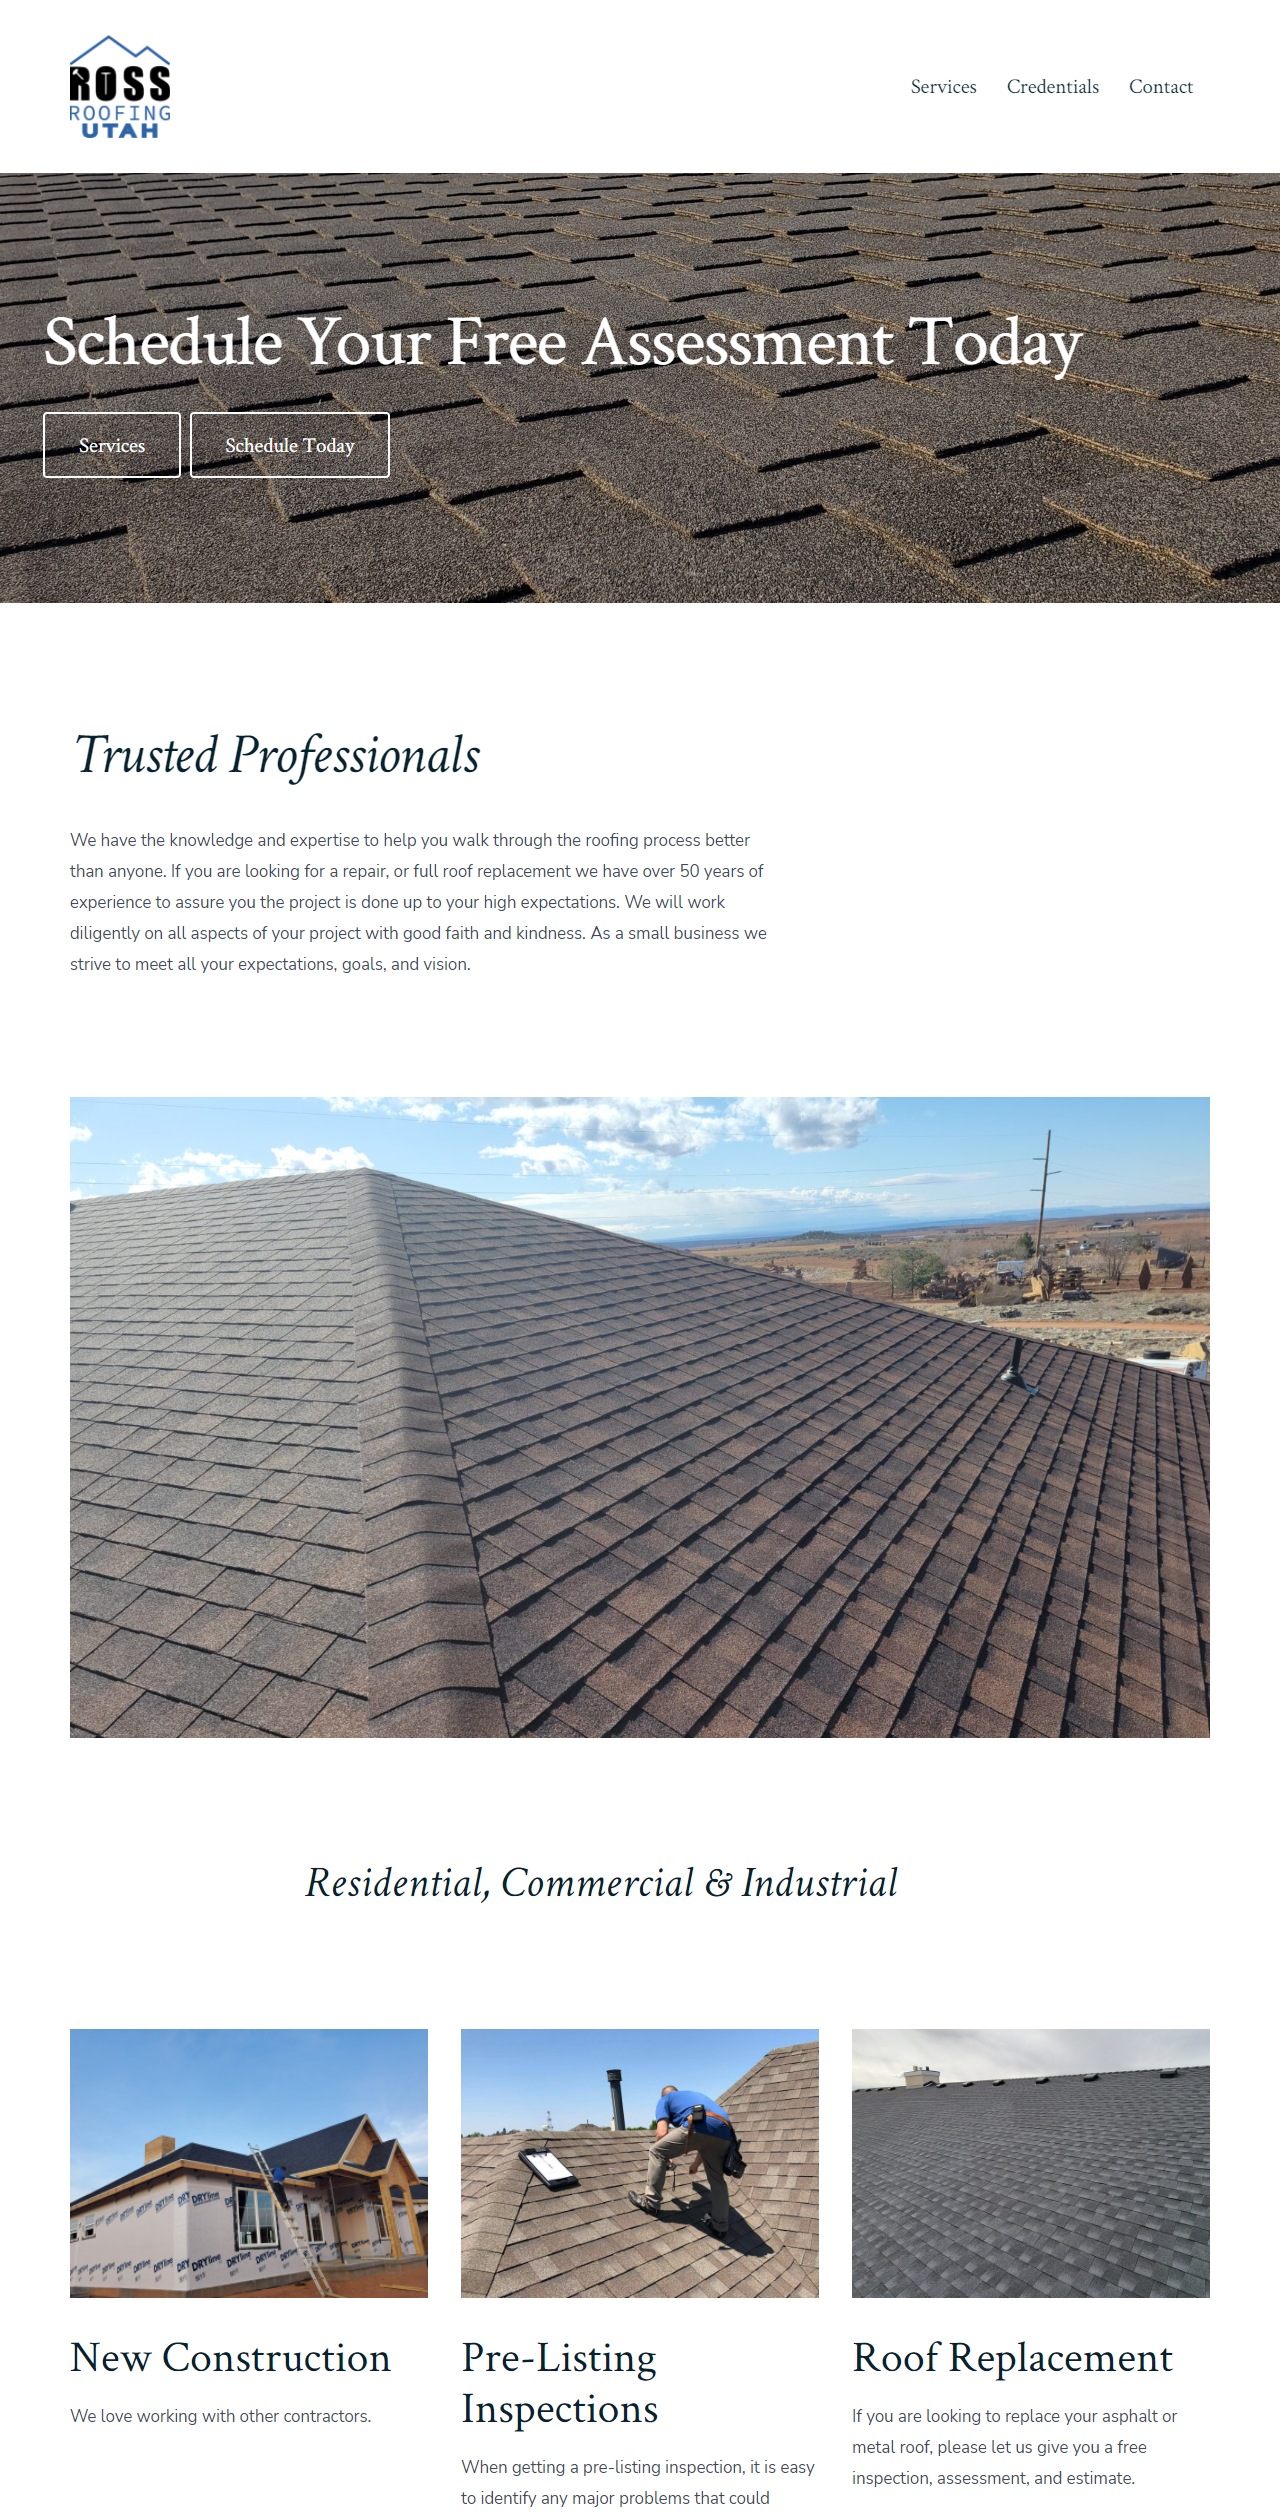 ROSS
ROOFING
UTAH
Services Credentials Contact
Schedule Your Free Assessment Today
Services Schedule Today
Trusted Professionals
We have the knowledge and expertise to help you walk through the roofing process better
than anyone. If you are looking for a repair, or full roof replacement we have over 50 years of
experience to assure you the project is done up to your high expectations. We will work
diligently on all aspects of your project with good faith and kindness. As a small business we
strive to meet all your expectations, goals, and vision.
Residential, Commercial & Industrial
DRYline DRYline DRYline
New Construction
We love working with other contractors.
Pre-Listing
Inspections
When getting a pre-listing inspection, it is easy
to identify any major problems that could
Roof Replacement
If you are looking to replace your asphalt or
metal roof, please let us give you a free
inspection, assessment, and estimate.